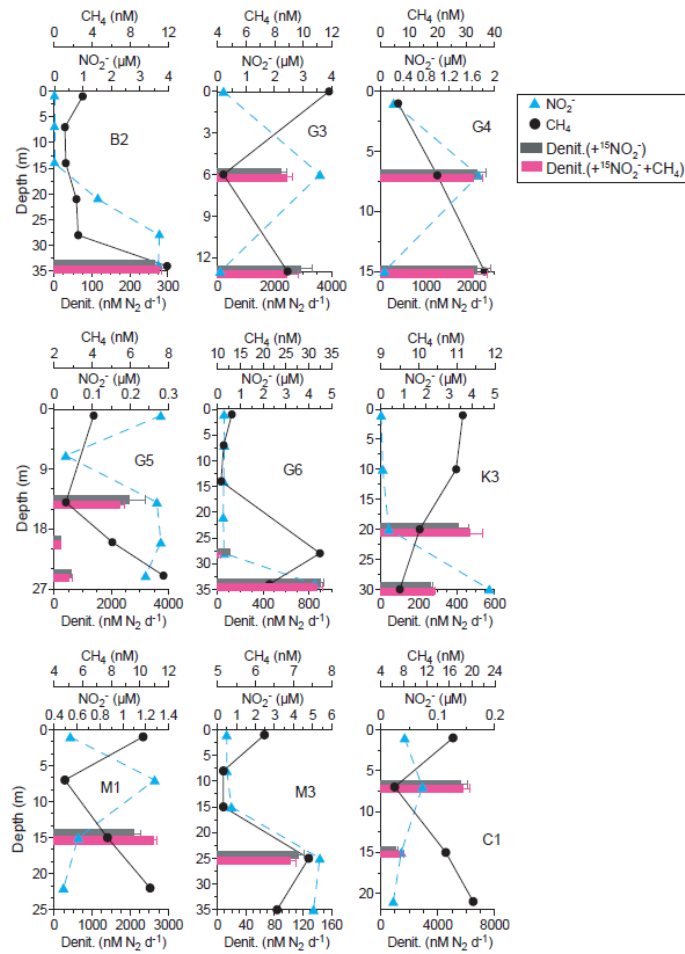 CH₄ (nM)
0 3 6 9 12
NO₂⁻ (µM)
0 1 2 3 4
Depth (m)
0
5
10
15
20
25
30
35
B2
0 100 200 300
Denit. (nM N₂ d⁻¹)
CH₄ (nM)
4 6 8 10 12
NO₂⁻ (µM)
0 1 2 3 4
0
3
6
9
12
G3
0 2000 4000
Denit. (nM N₂ d⁻¹)
CH₄ (nM)
0 10 20 30 40
NO₂⁻ (µM)
0.4 0.8 1.2 1.6 2
0
5
10
15
G4
0 1000 2000
Denit. (nM N₂ d⁻¹)
NO₂⁻
CH₄
Denit.(+¹⁵NO₂⁻)
Denit.(+¹⁵NO₂⁻+CH₄)
CH₄ (nM)
2 4 6 8
NO₂⁻ (µM)
0 0.1 0.2 0.3
Depth (m)
0
9
18
27
G5
0 1000 2000 3000 4000
Denit. (nM N₂ d⁻¹)
CH₄ (nM)
10 15 20 25 30 35
NO₂⁻ (µM)
0 1 2 3 4 5
0
5
10
15
20
25
30
35
G6
0 400 800
Denit. (nM N₂ d⁻¹)
CH₄ (nM)
9 10 11 12
NO₂⁻ (µM)
0 1 2 3 4 5
0
10
20
30
K3
0 200 400 600
Denit. (nM N₂ d⁻¹)
CH₄ (nM)
4 6 8 10 12
NO₂⁻ (µM)
0.4 0.6 0.8 1 1.2 1.4
Depth (m)
0
5
10
15
20
25
M1
0 1000 2000 3000
Denit. (nM N₂ d⁻¹)
CH₄ (nM)
5 6 7 8
NO₂⁻ (µM)
0 1 2 3 4 5 6
0
5
10
15
20
25
30
35
M3
0 40 80 120 160
Denit. (nM N₂ d⁻¹)
CH₄ (nM)
4 8 12 16 20 24
NO₂⁻ (µM)
0 0.1 0.2
0
5
10
15
20
C1
0 2000 4000 6000 8000
Denit. (nM N₂ d⁻¹)